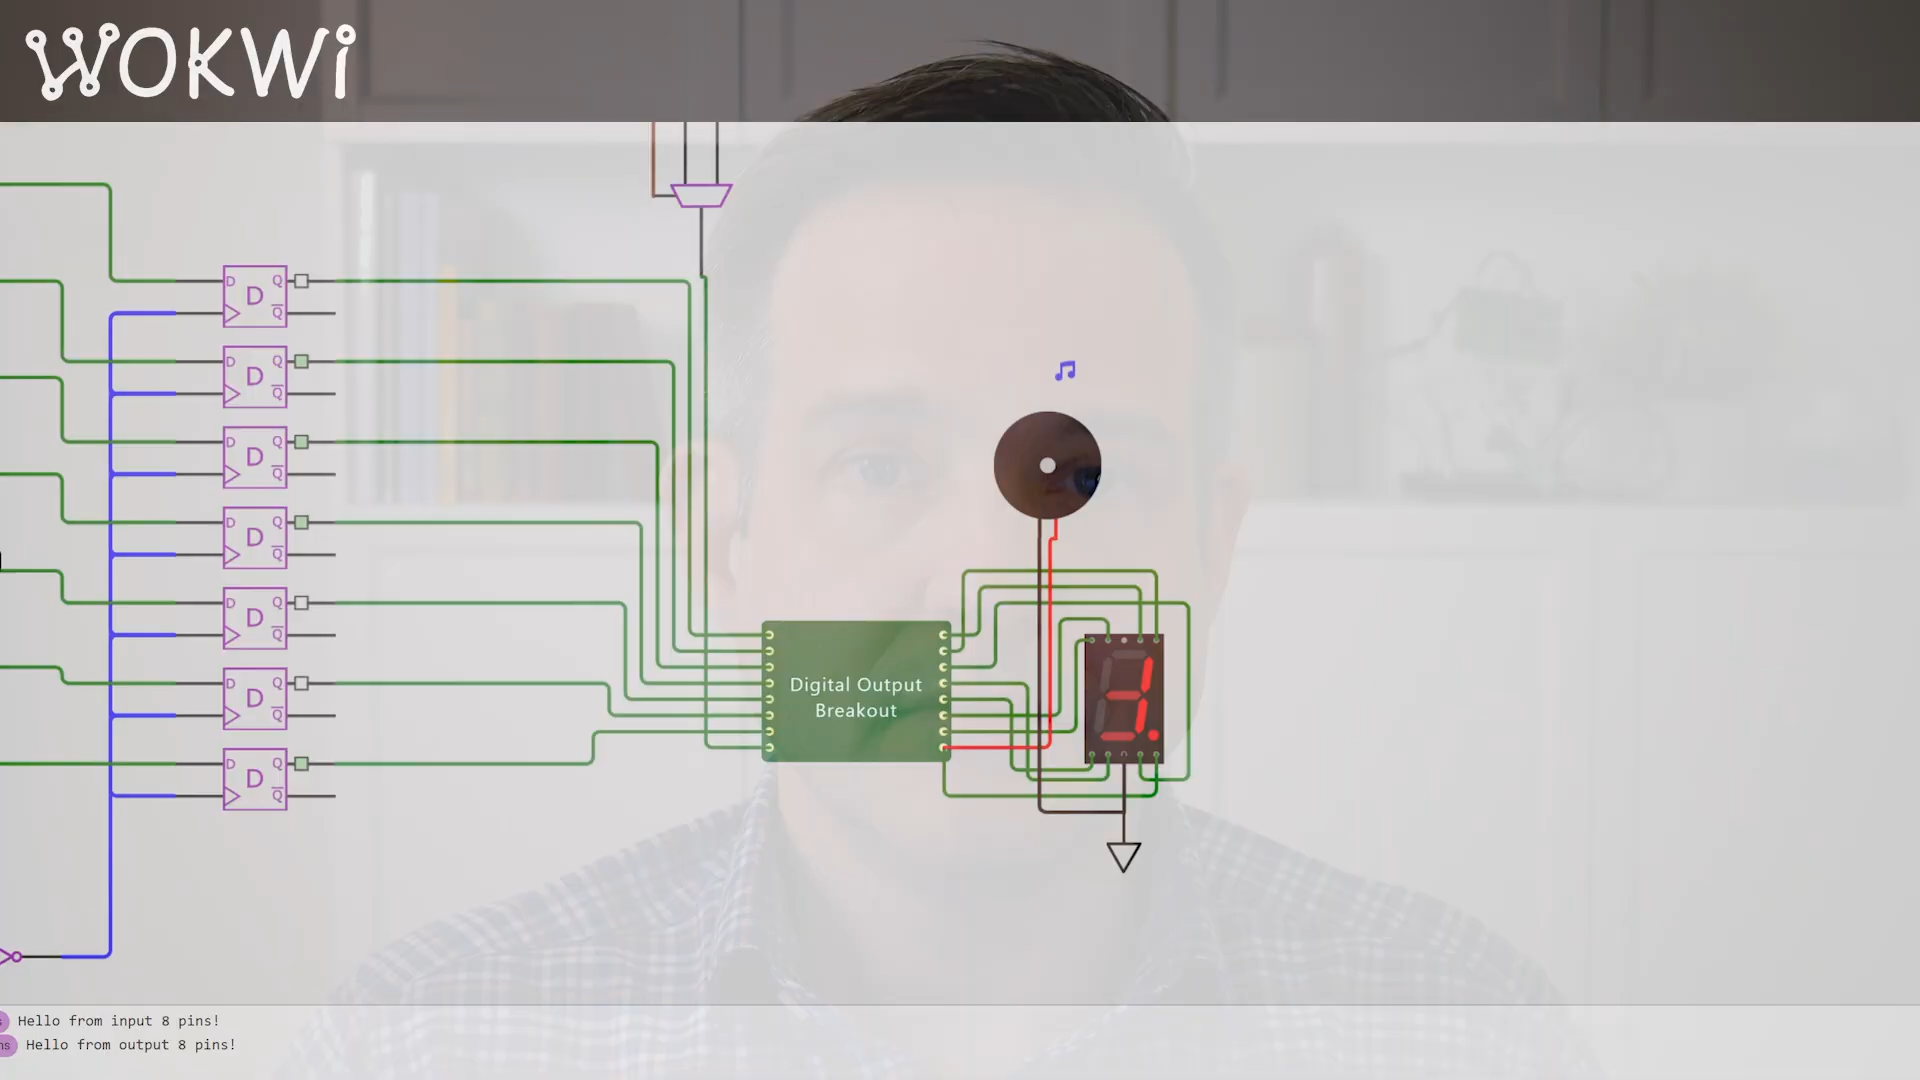 WOKWi
D Q
D
Q
D Q
D
Q
D Q
D
Q
D Q
D
Q
D Q
D
Q
D Q
D
Q
D Q
D
Q
Digital Output
Breakout
Hello from input 8 pins!
Hello from output 8 pins!